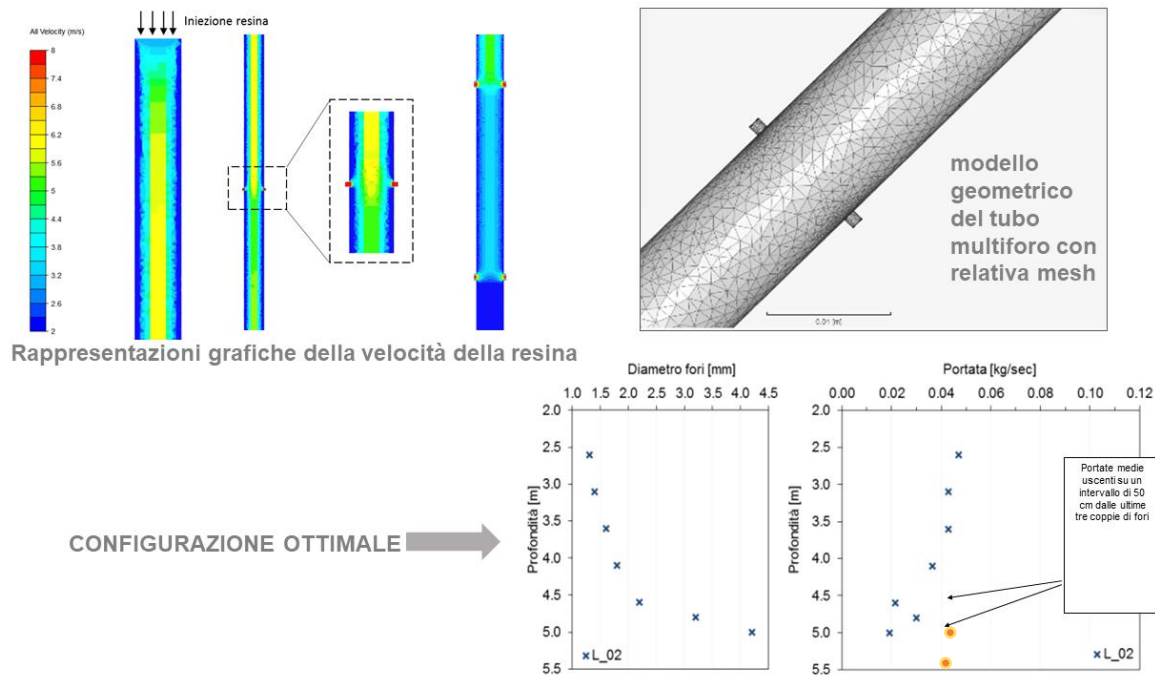 Iniezione resina
All Velocity (m/s)
8
7.4
6.8
6.2
5.6
5
4.4
3.8
3.2
2.6
2
Rappresentazioni grafiche della velocità della resina
modello
geometrico
del tubo
multiforo con
relativa mesh
0.01 [m]
CONFIGURAZIONE OTTIMALE
Diametro fori [mm]
1.0 1.5 2.0 2.5 3.0 3.5 4.0 4.5
Profondità [m]
2.0
2.5
3.0
3.5
4.0
4.5
5.0
5.5
L_02
Portata [kg/sec]
0.00 0.02 0.04 0.06 0.08 0.10 0.12
Profondità [m]
2.0
2.5
3.0
3.5
4.0
4.5
5.0
5.5
Portate medie
uscenti su un
intervallo di 50
cm dalle ultime
tre coppie di fori
L_02